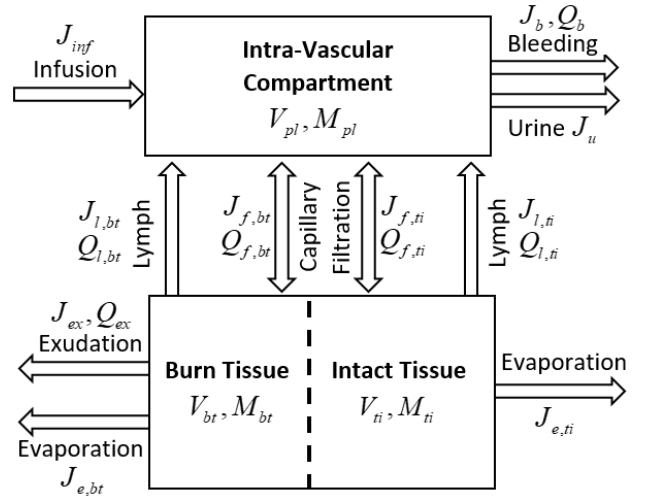 J_inf
Infusion
Intra-Vascular
Compartment
V_pl, M_pl
J_b, Q_b
Bleeding
Urine J_u
J_l,bt
Q_l,bt
Lymph
J_f,bt
Q_f,bt
Capillary
Filtration
J_f,ti
Q_f,ti
Lymph
J_l,ti
Q_l,ti
J_ex, Q_ex
Exudation
Burn Tissue
V_bt, M_bt
Intact Tissue
V_ti, M_ti
Evaporation
J_e,ti
Evaporation
J_e,bt